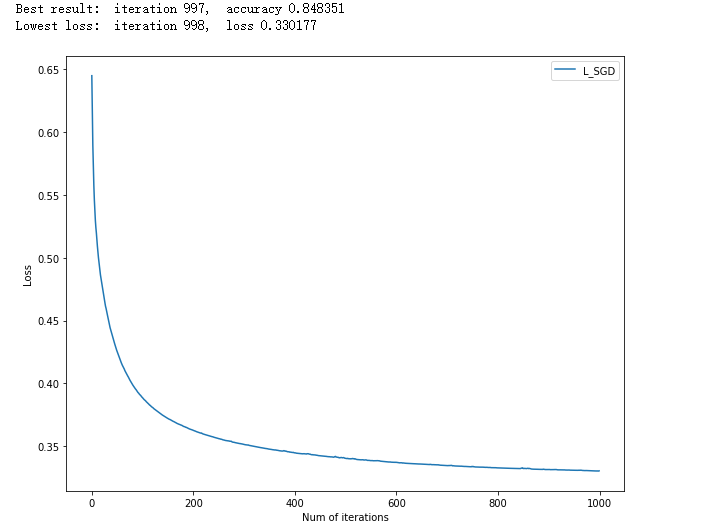 Best result: iteration 997, accuracy 0.848351
Lowest loss: iteration 998, loss 0.330177
L_SGD
0.65
0.60
0.55
0.50
0.45
0.40
0.35
Loss
0 200 400 600 800 1000
Num of iterations